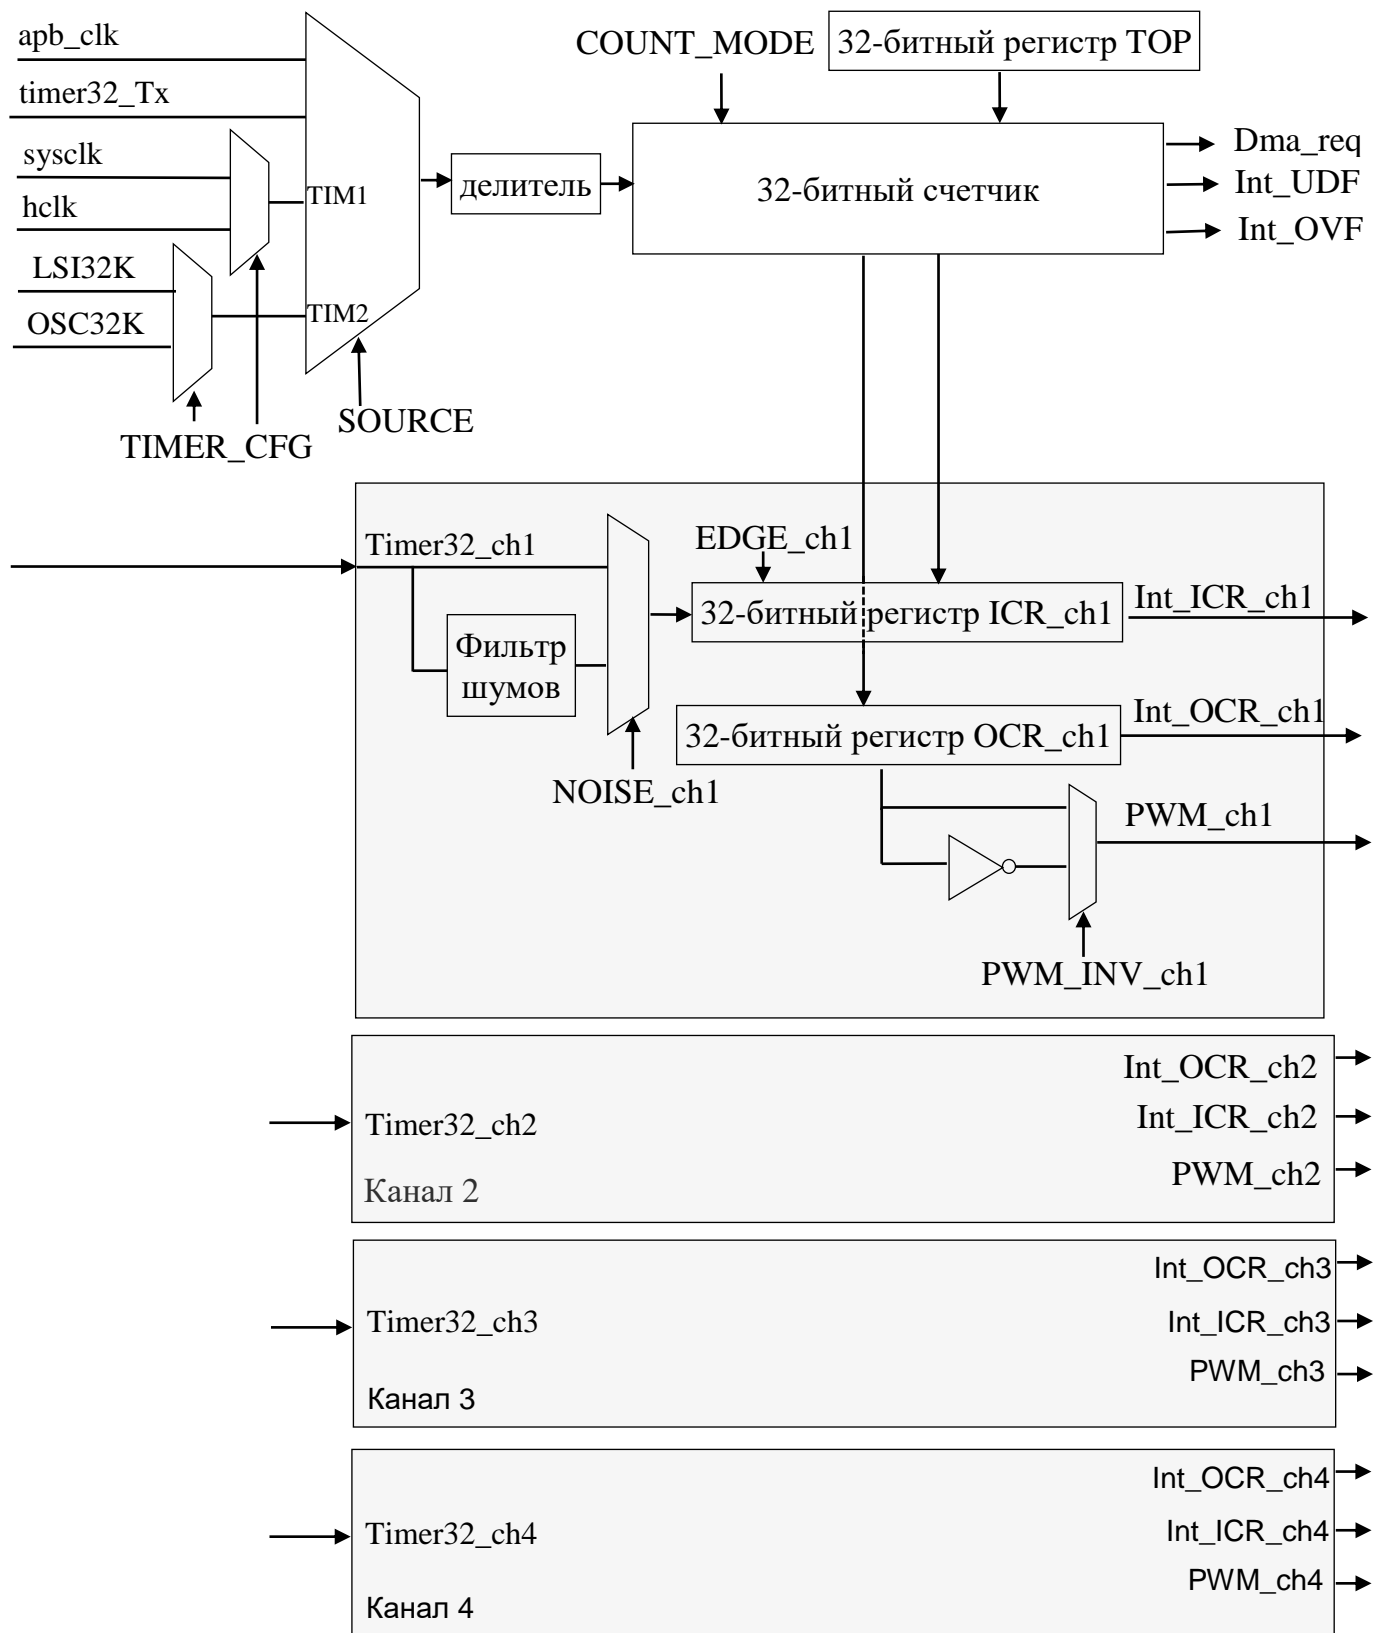 apb_clk
timer32_Tx
sysclk
hclk
LSI32K
OSC32K
TIM1
TIM2
TIMER_CFG
SOURCE
делитель
COUNT_MODE
32-битный регистр TOP
32-битный счетчик
Dma_req
Int_UDF
Int_OVF
Timer32_ch1
Фильтр
шумов
NOISE_ch1
EDGE_ch1
32-битный регистр ICR_ch1
Int_ICR_ch1
32-битный регистр OCR_ch1
Int_OCR_ch1
PWM_ch1
PWM_INV_ch1
Timer32_ch2
Канал 2
Int_OCR_ch2
Int_ICR_ch2
PWM_ch2
Timer32_ch3
Канал 3
Int_OCR_ch3
Int_ICR_ch3
PWM_ch3
Timer32_ch4
Канал 4
Int_OCR_ch4
Int_ICR_ch4
PWM_ch4